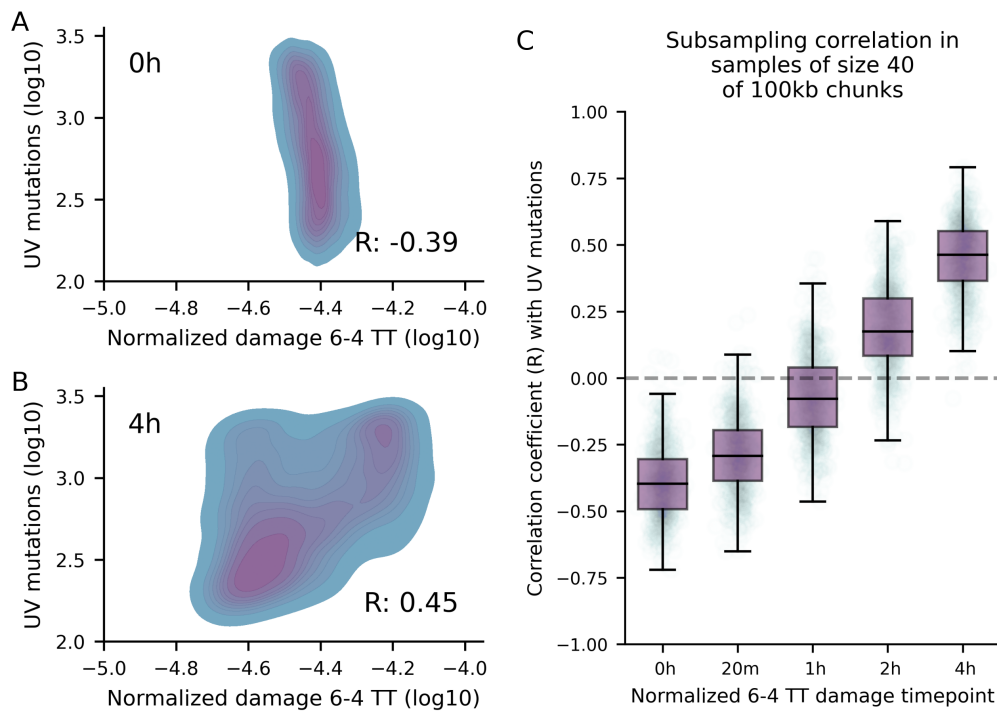 A
0h
R: -0.39
UV mutations (log10)
3.5
3.0
2.5
2.0
−5.0 −4.8 −4.6 −4.4 −4.2 −4.0
Normalized damage 6-4 TT (log10)
B
4h
R: 0.45
UV mutations (log10)
3.5
3.0
2.5
2.0
−5.0 −4.8 −4.6 −4.4 −4.2 −4.0
Normalized damage 6-4 TT (log10)
C
Subsampling correlation in
samples of size 40
of 100kb chunks
Correlation coefficient (R) with UV mutations
1.00
0.75
0.50
0.25
0.00
−0.25
−0.50
−0.75
−1.00
0h 20m 1h 2h 4h
Normalized 6-4 TT damage timepoint